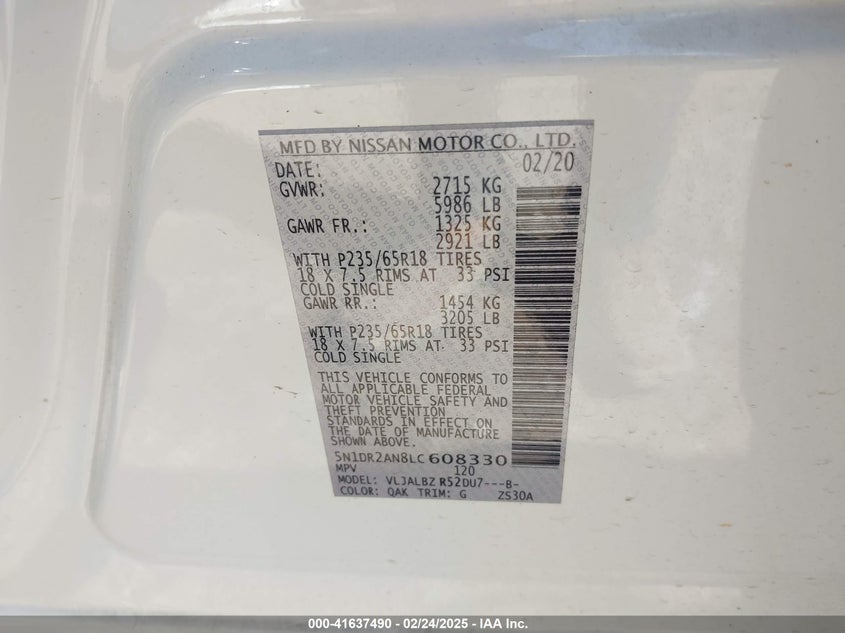 MFD BY NISSAN MOTOR CO., LTD.
DATE: 02/20
GVWR: 2715 KG
5986 LB
GAWR FR.: 1325 KG
2921 LB
WITH P235/65R18 TIRES
18 X 7.5 RIMS AT 33 PSI
COLD SINGLE
GAWR RR.: 1454 KG
3205 LB
WITH P235/65R18 TIRES
18 X 7.5 RIMS AT 33 PSI
COLD SINGLE
THIS VEHICLE CONFORMS TO
ALL APPLICABLE FEDERAL
MOTOR VEHICLE SAFETY AND
THEFT PREVENTION
STANDARDS IN EFFECT ON
THE DATE OF MANUFACTURE
SHOWN ABOVE.
5N1DR2AN8LC608330
MPV 120
MODEL: VLJALBZ R52DU7---B-
COLOR: QAK TRIM: G ZS30A
000-41637490 - 02/24/2025 - IAA Inc.